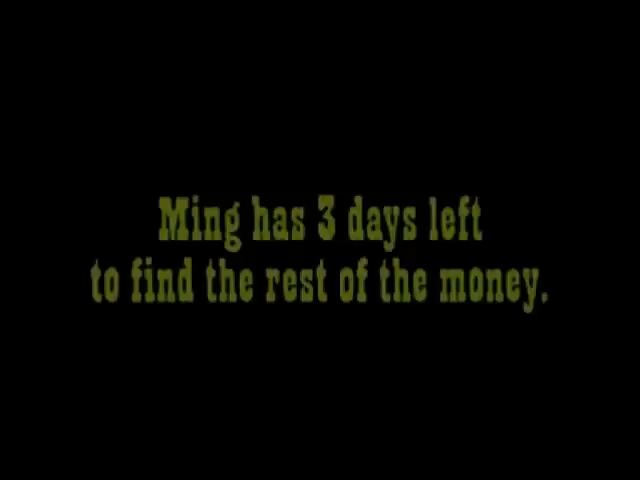 Ming has 3 days left
to find the rest of the money.